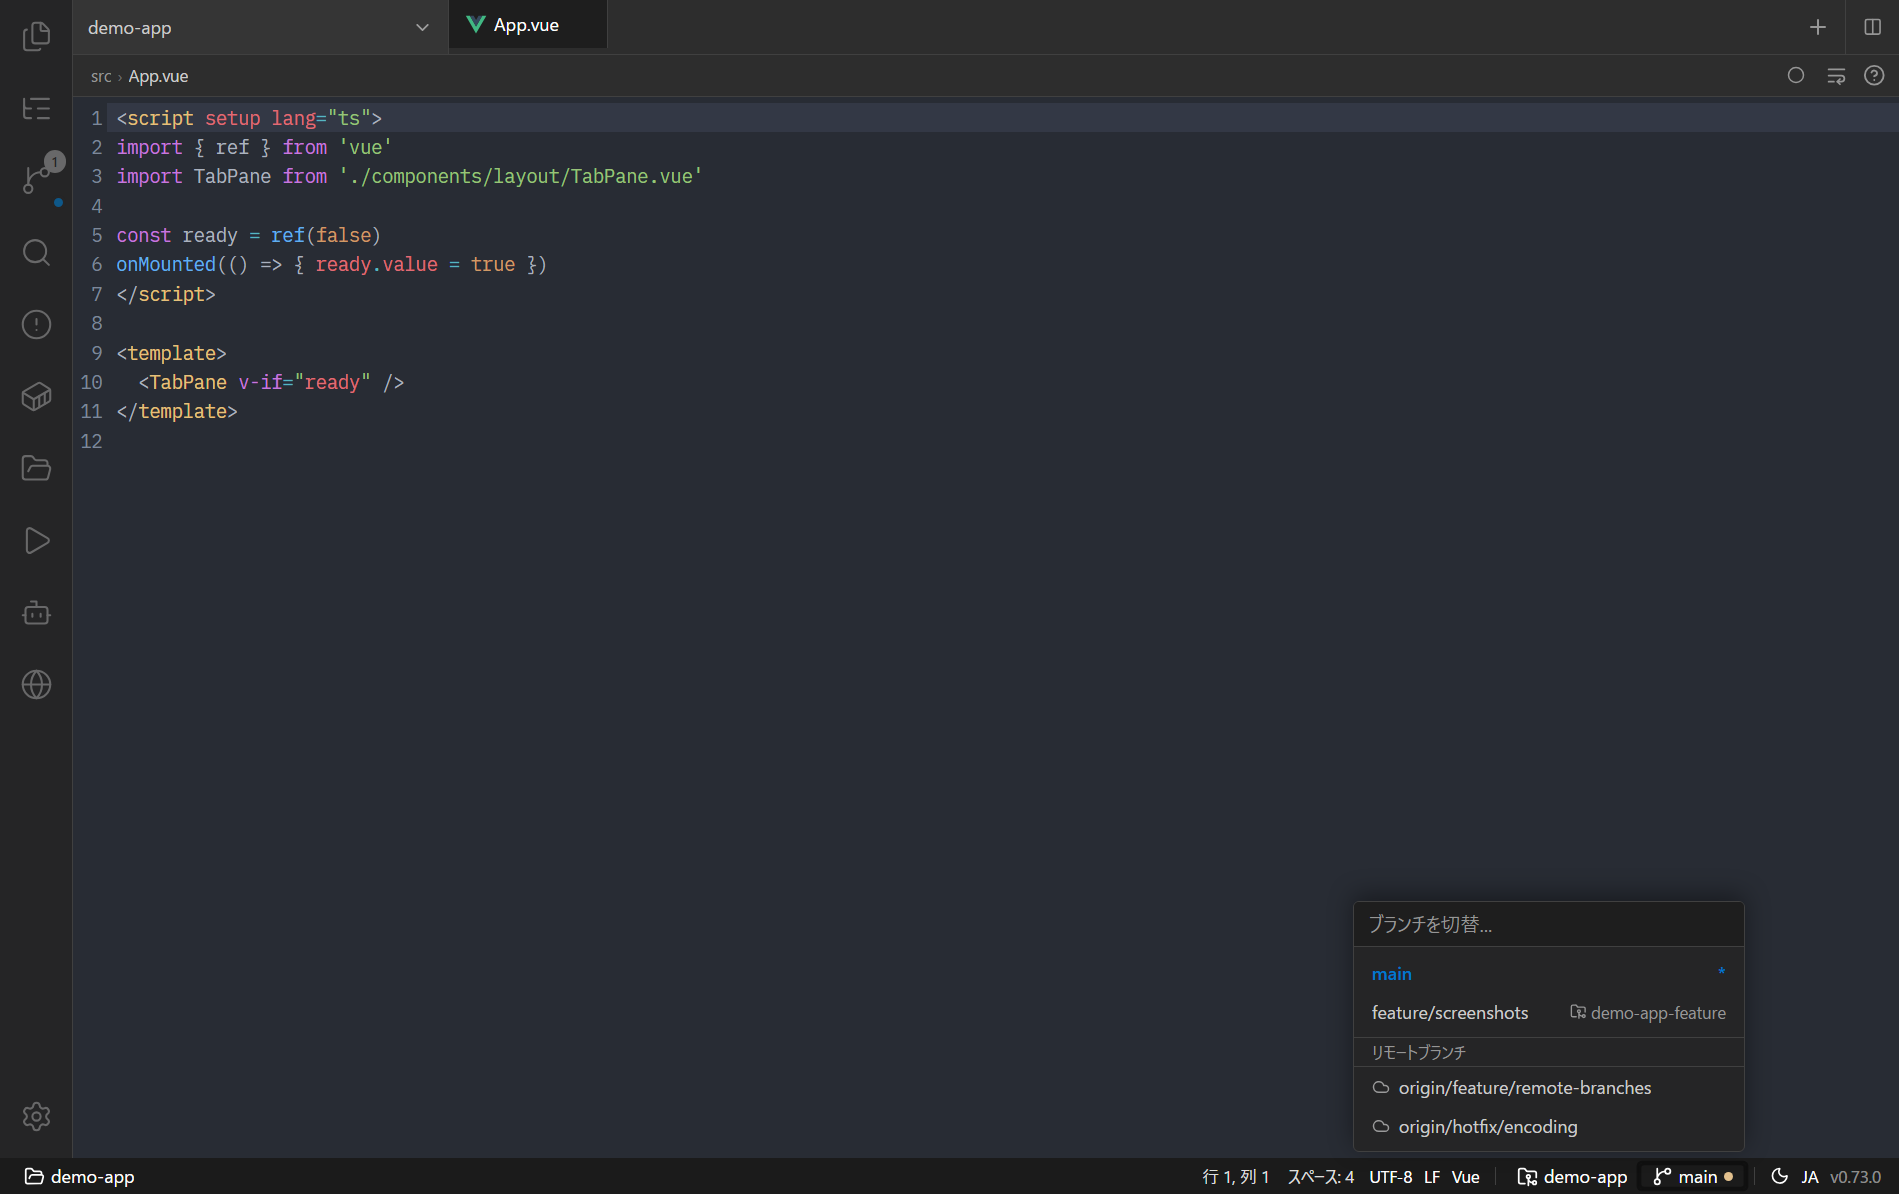 demo-app
App.vue
src › App.vue
1
1 <script setup lang="ts">
2 import { ref } from 'vue'
3 import TabPane from './components/layout/TabPane.vue'
4
5 const ready = ref(false)
6 onMounted(() => { ready.value = true })
7 </script>
8
9 <template>
10   <TabPane v-if="ready" />
11 </template>
12
ブランチを切替...
main *
feature/screenshots demo-app-feature
リモートブランチ
origin/feature/remote-branches
origin/hotfix/encoding
demo-app 行 1, 列 1 スペース: 4 UTF-8 LF Vue demo-app main JA v0.73.0